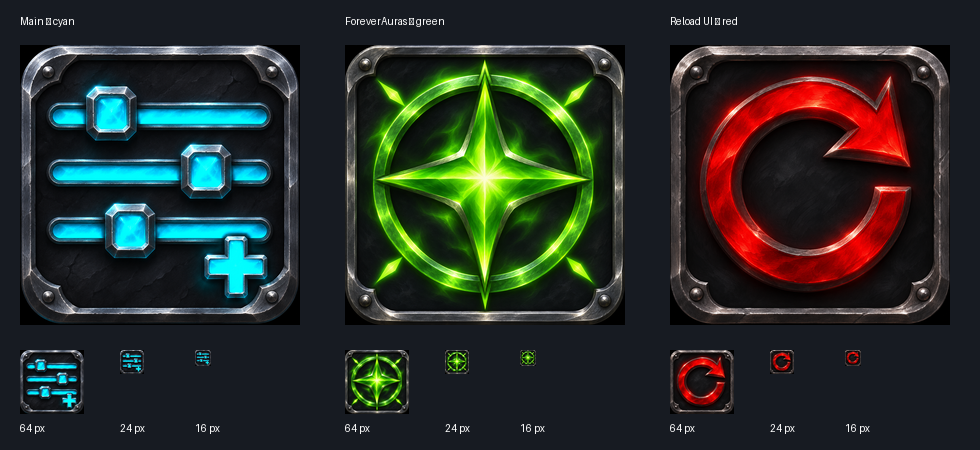 Main □ cyan
ForeverAuras □ green
Reload UI □ red
64 px
24 px
16 px
64 px
24 px
16 px
64 px
24 px
16 px